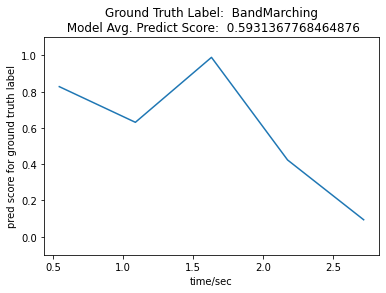 Ground Truth Label:  BandMarching
Model Avg. Predict Score:  0.5931367768464876
pred score for ground truth label
1.0
0.8
0.6
0.4
0.2
0.0
0.5 1.0 1.5 2.0 2.5
time/sec